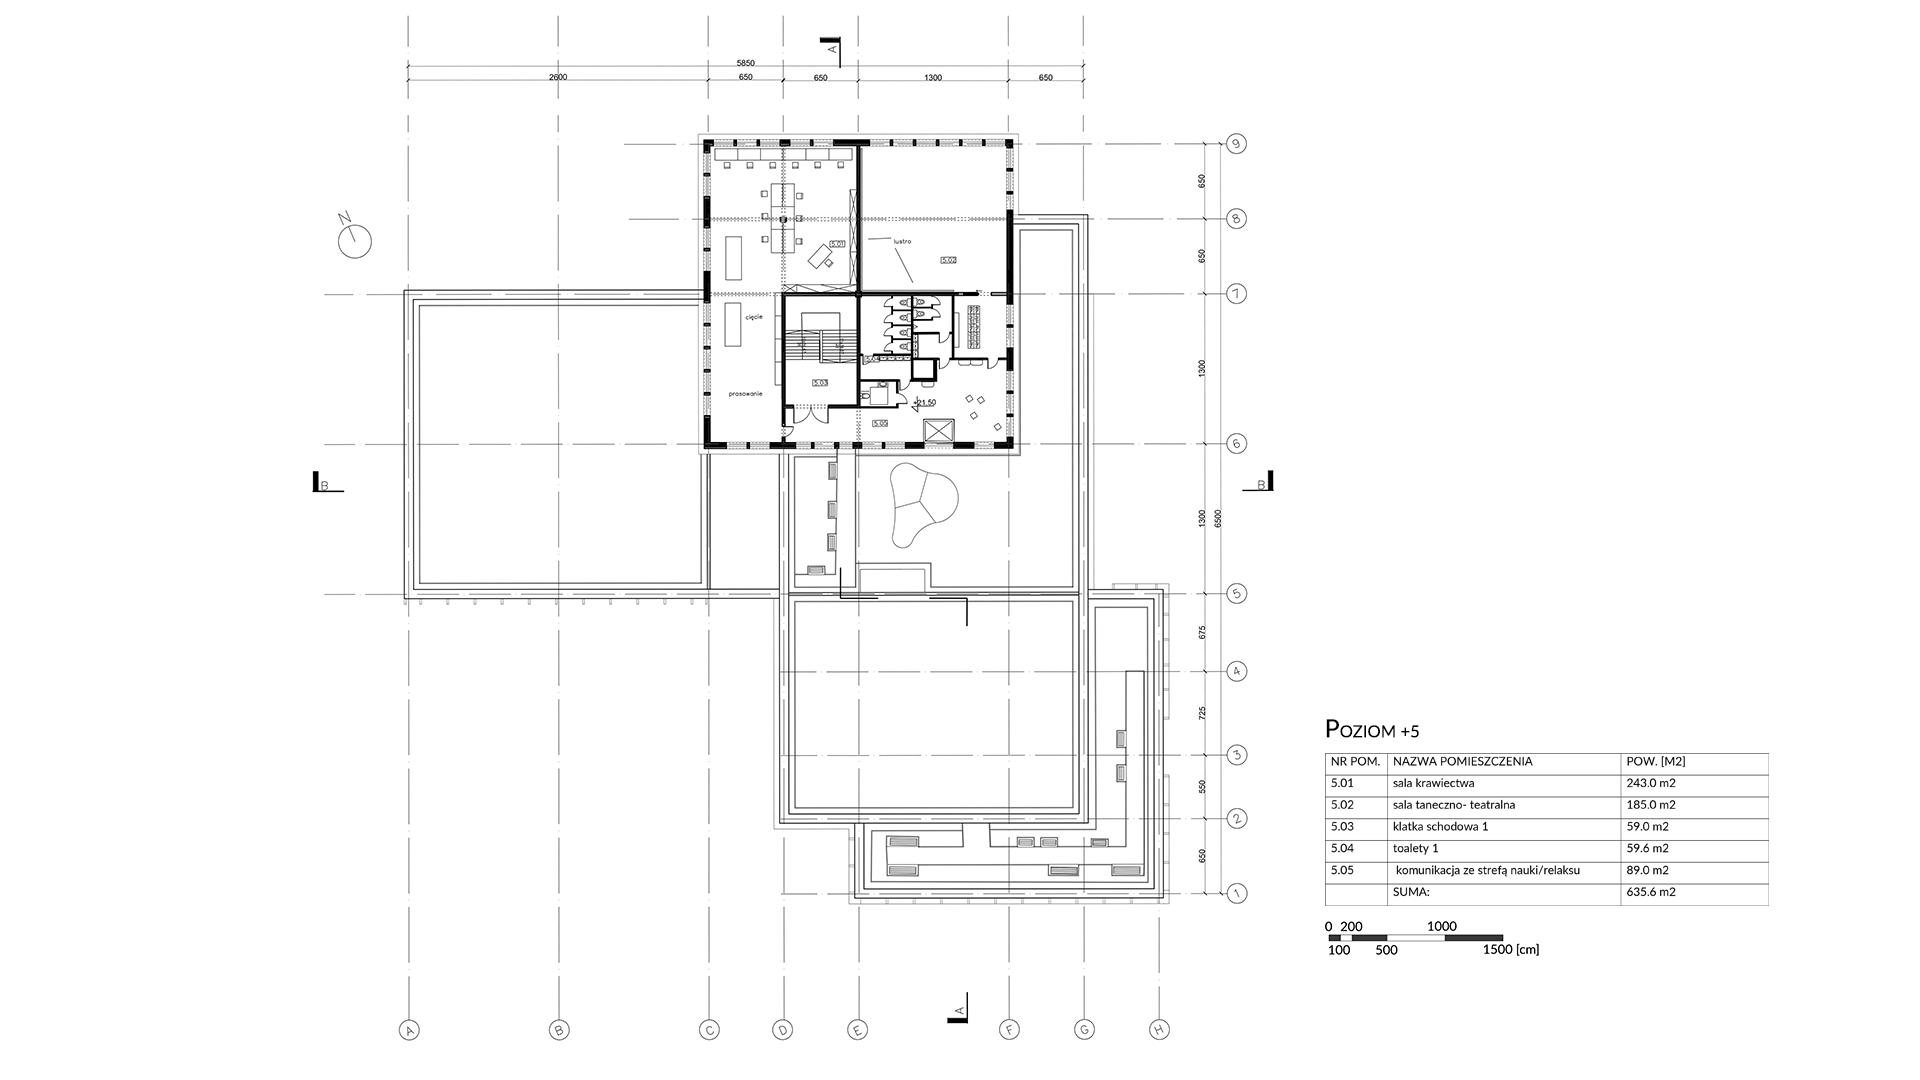 A
5850
2600 650 650 1300 650
9
650
N
8
5.01
lustro
5.02
650
7
cięcie
1300
5.03
prasowanie
+21.50
5.05
6
B
B
1300
6500
5
675
4
725
3
550
2
650
1
A
A B C D E F G H
POZIOM +5
NR POM. NAZWA POMIESZCZENIA POW. [M2]
5.01 sala krawiectwa 243.0 m2
5.02 sala taneczno- teatralna 185.0 m2
5.03 klatka schodowa 1 59.0 m2
5.04 toalety 1 59.6 m2
5.05 komunikacja ze strefą nauki/relaksu 89.0 m2
SUMA: 635.6 m2
0 200 1000
100 500 1500 [cm]